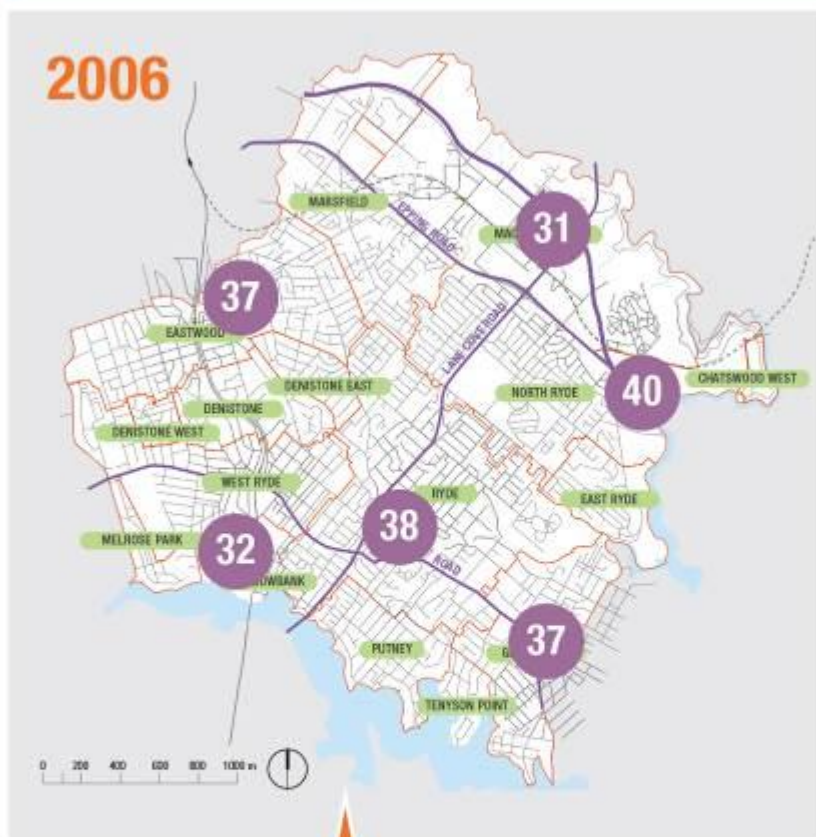 2006
MARSFIELD
EPPING ROAD
31
37
EASTWOOD
LANE COVE ROAD
DENISTONE EAST
NORTH RYDE
40
CHATSWOOD WEST
DENISTONE
DENISTONE WEST
WEST RYDE
RYDE
EAST RYDE
MELROSE PARK
32
38
ROAD
PUTNEY
37
TENYSON POINT
0 200 400 600 800 1000 m